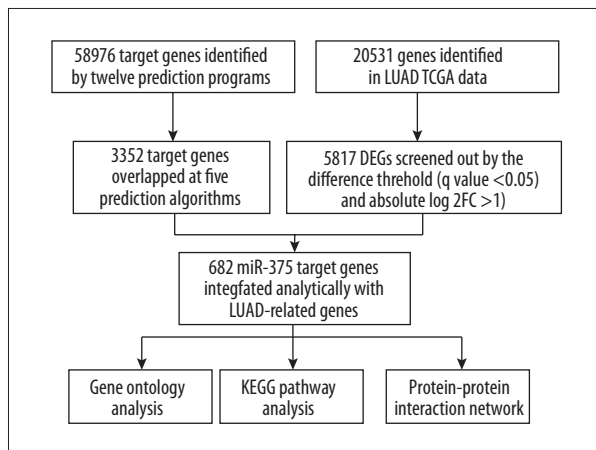 58976 target genes identified
by twelve prediction programs
20531 genes identified
in LUAD TCGA data
3352 target genes
overlapped at five
prediction algorithms
5817 DEGs screened out by the
difference threhold (q value <0.05)
and absolute log 2FC >1)
682 miR-375 target genes
integfated analytically with
LUAD-related genes
Gene ontology
analysis
KEGG pathway
analysis
Protein-protein
interaction network